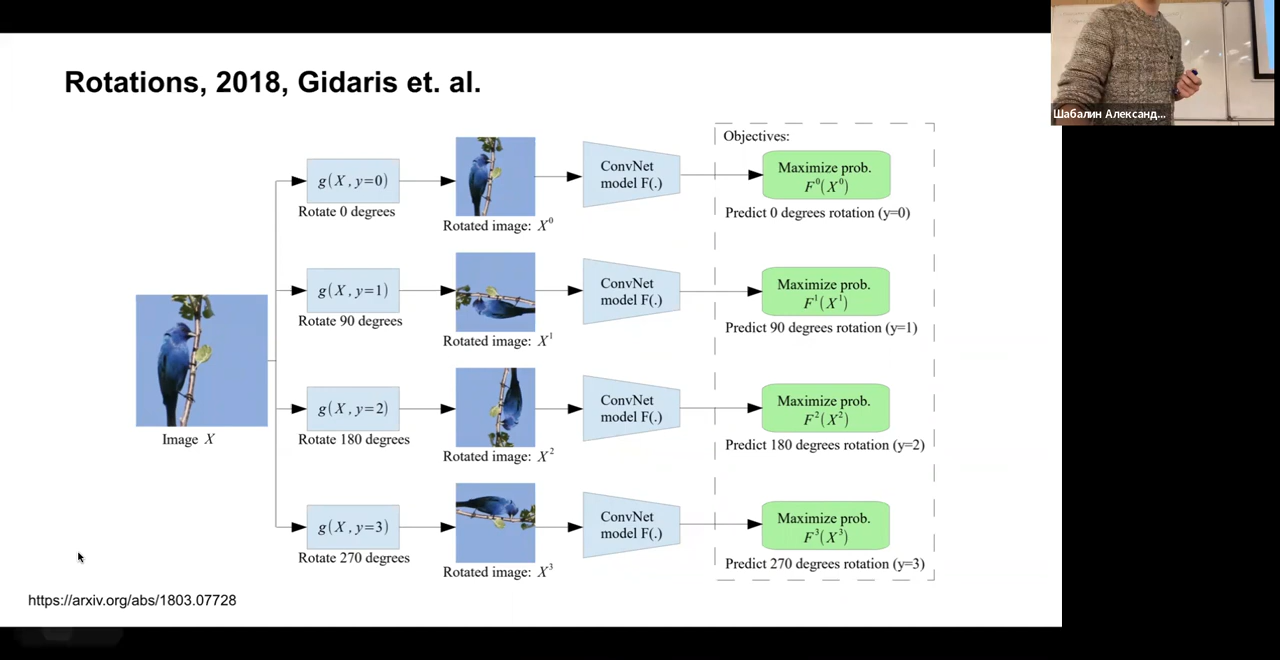 Rotations, 2018, Gidaris et. al.
Шабалин Александ...
Objectives:
g(X, y=0)
Rotate 0 degrees
Rotated image: X⁰
ConvNet
model F(.)
Maximize prob.
F⁰(X⁰)
Predict 0 degrees rotation (y=0)
g(X, y=1)
Rotate 90 degrees
Rotated image: X¹
ConvNet
model F(.)
Maximize prob.
F¹(X¹)
Predict 90 degrees rotation (y=1)
Image X
g(X, y=2)
Rotate 180 degrees
Rotated image: X²
ConvNet
model F(.)
Maximize prob.
F²(X²)
Predict 180 degrees rotation (y=2)
g(X, y=3)
Rotate 270 degrees
Rotated image: X³
ConvNet
model F(.)
Maximize prob.
F³(X³)
Predict 270 degrees rotation (y=3)
https://arxiv.org/abs/1803.07728